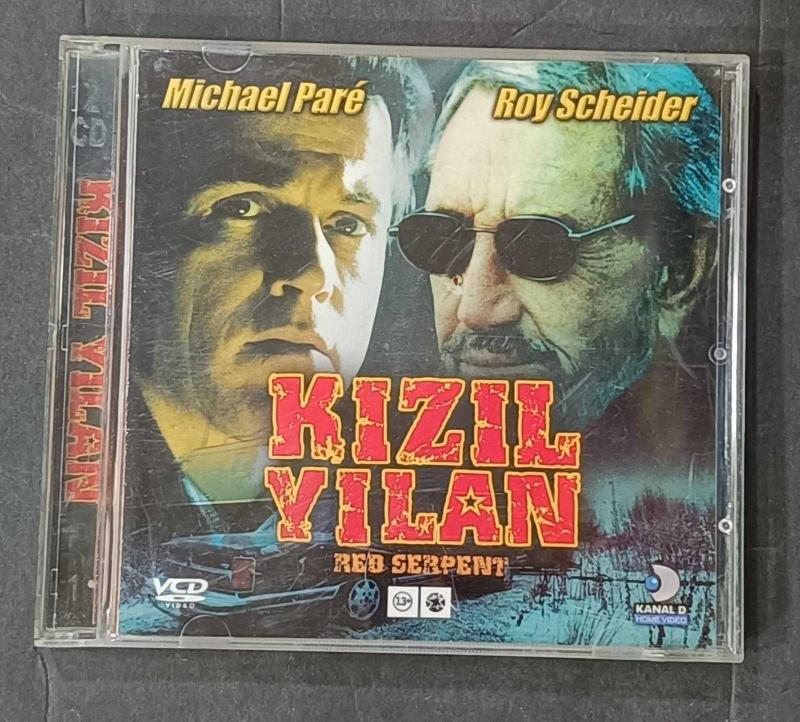 Michael Paré
Roy Scheider
2 CD
KIZIL YILAN
KIZIL
YILAN
RED SERPENT
VCD
VIDEO
13+
KANAL D
HOME VIDEO